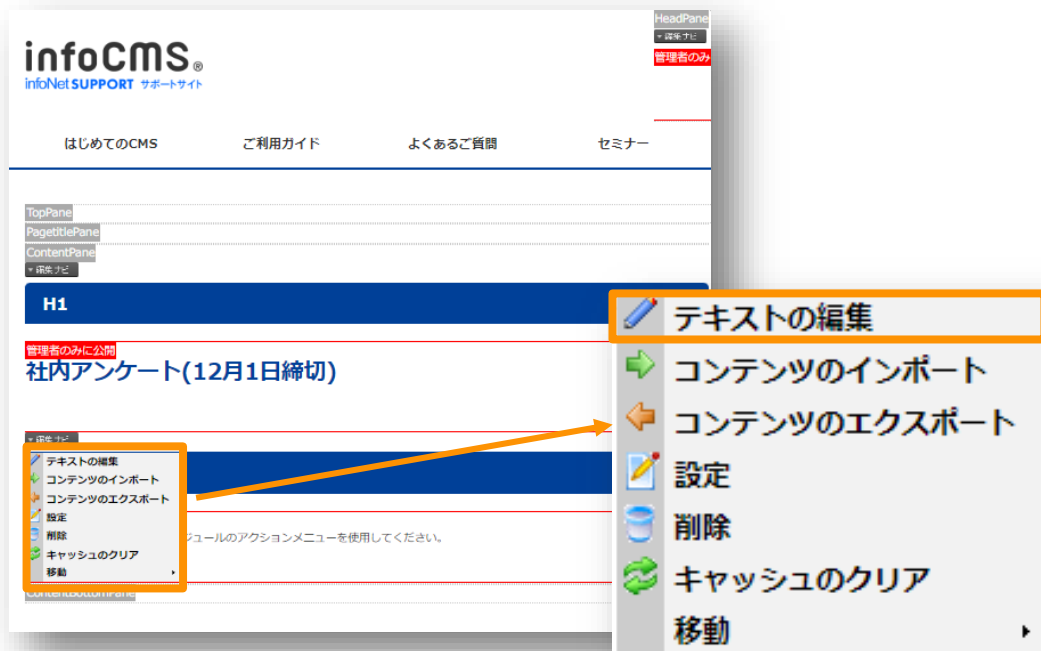 HeadPane
編集ナビ
管理者のみ
infoCMS®
infoNet SUPPORT サポートサイト
はじめてのCMS ご利用ガイド よくあるご質問 セミナー
TopPane
PagetitlePane
ContentPane
編集ナビ
H1
管理者のみに公開
社内アンケート(12月1日締切)
編集ナビ
テキストの編集
コンテンツのインポート
コンテンツのエクスポート
設定
削除
ジュールのアクションメニューを使用してください。
キャッシュのクリア
移動
ContentBottomPane
テキストの編集
コンテンツのインポート
コンテンツのエクスポート
設定
削除
キャッシュのクリア
移動